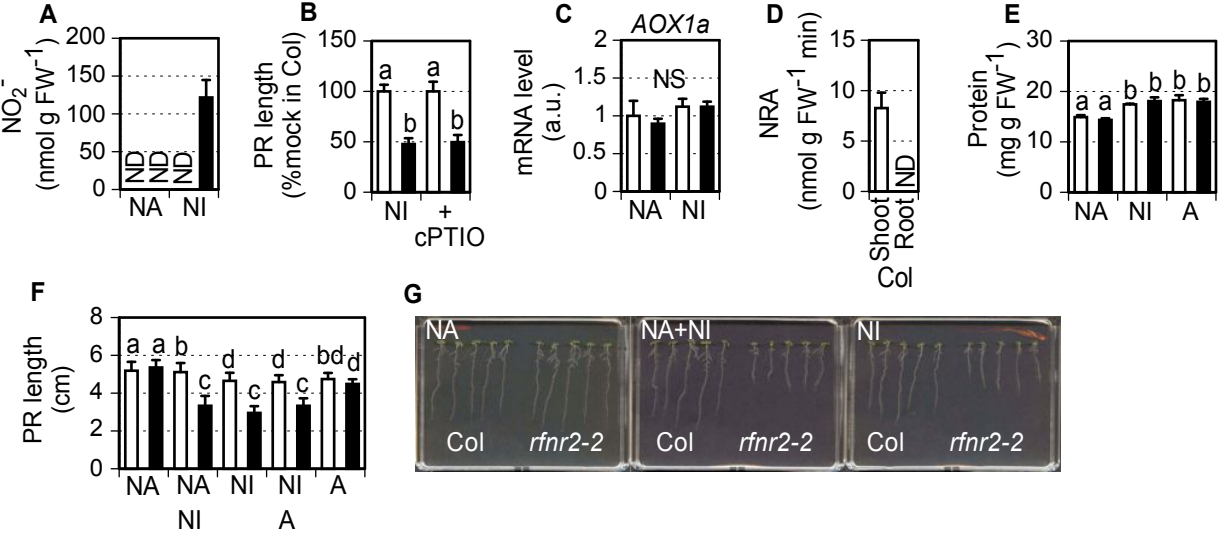 A
NO2-
(nmol g FW-1)
200
150
100
50
0
ND
ND
ND
NA
NI
B
PR length
(%mock in Col)
150
100
50
0
a
b
a
b
NI
+
cPTIO
C
AOX1a
mRNA level
(a.u.)
2
1.5
1
0.5
0
NS
NA
NI
D
NRA
(nmol g FW-1 min)
15
10
5
0
ND
Shoot
Root
Col
E
Protein
(mg g FW-1)
30
20
10
0
a a b b b b
NA
NI
A
F
PR length
(cm)
8
6
4
2
0
a a b c d c d c bd d
NA NA NI NI A
NI A
G
NA
Col rfnr2-2
NA+NI
Col rfnr2-2
NI
Col rfnr2-2